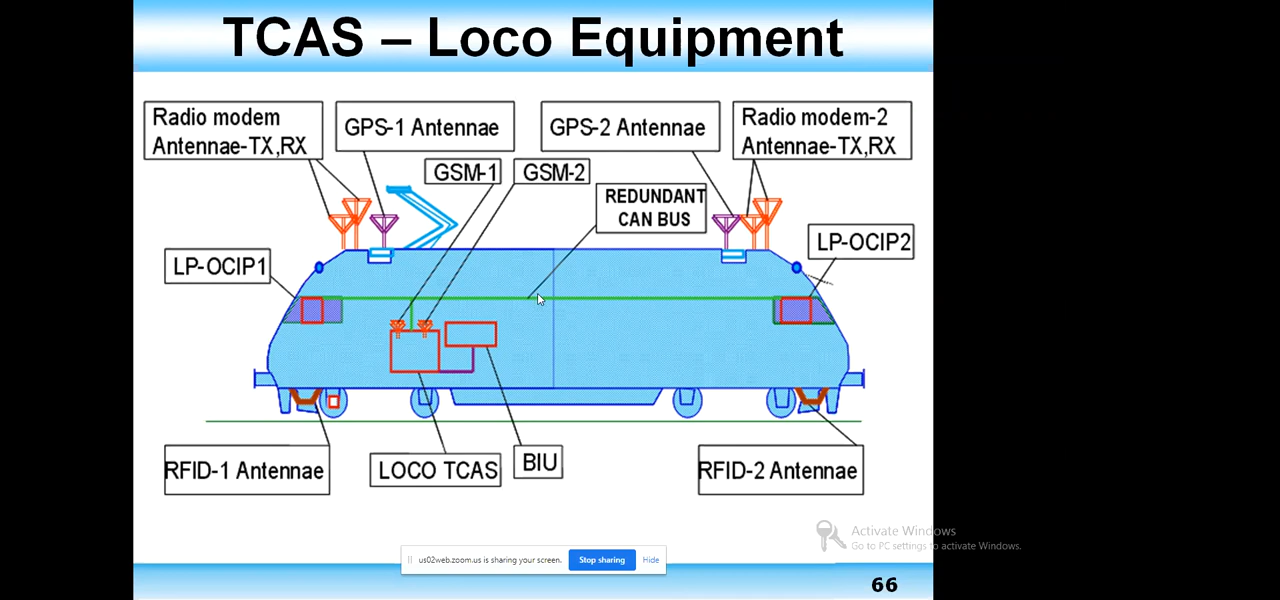 TCAS – Loco Equipment
Radio modem
Antennae-TX,RX
GPS-1 Antennae
GPS-2 Antennae
Radio modem-2
Antennae-TX,RX
GSM-1
GSM-2
REDUNDANT
CAN BUS
LP-OCIP1
LP-OCIP2
RFID-1 Antennae
LOCO TCAS
BIU
RFID-2 Antennae
Activate Windows
Go to PC settings to activate Windows.
us02web.zoom.us is sharing your screen.
Stop sharing
Hide
66